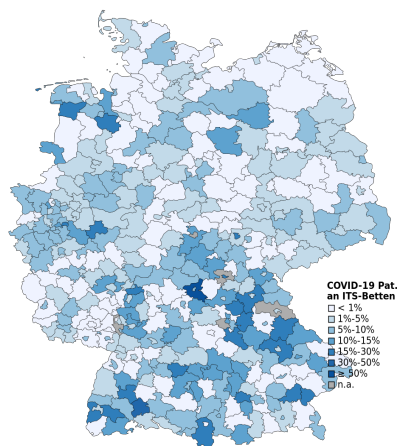 COVID-19 Pat.
an ITS-Betten
< 1%
1%-5%
5%-10%
10%-15%
15%-30%
30%-50%
≥ 50%
n.a.